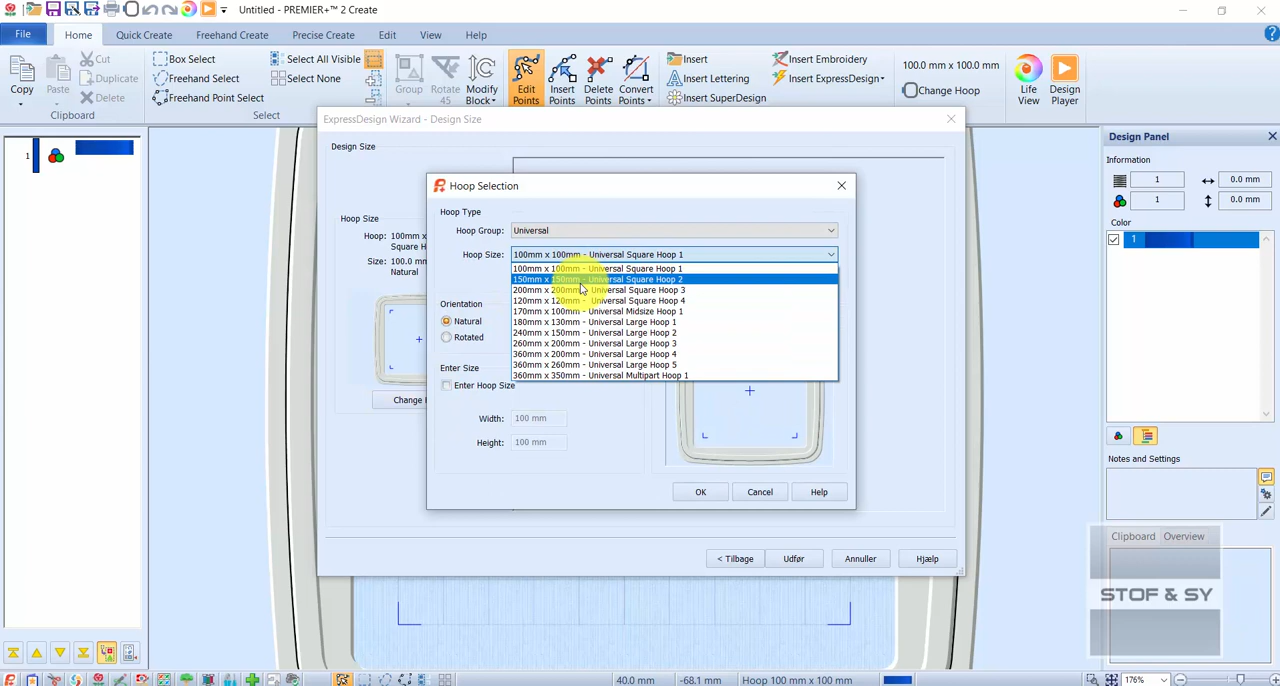 Untitled - PREMIER+™ 2 Create
File Home Quick Create Freehand Create Precise Create Edit View Help
Box Select Select All Visible Cut
Copy Paste Duplicate Freehand Select Select None Group Rotate 45 Modify Block Edit Points Insert Points Delete Points Convert Points Insert Insert Embroidery 100.0 mm x 100.0 mm
Insert Lettering Insert ExpressDesign Change Hoop Life View Design Player
Delete Freehand Point Select Insert SuperDesign
Clipboard Select
ExpressDesign Wizard - Design Size
Design Size
Hoop Size
Hoop: 100mm x
Square H
Size: 100.0 m
Natural
Change
Hoop Selection
Hoop Type
Hoop Group: Universal
Hoop Size: 100mm x 100mm - Universal Square Hoop 1
100mm x 100mm - Universal Square Hoop 1
150mm x 150mm - Universal Square Hoop 2
200mm x 200mm - Universal Square Hoop 3
120mm x 120mm - Universal Square Hoop 4
170mm x 100mm - Universal Midsize Hoop 1
180mm x 130mm - Universal Large Hoop 1
240mm x 150mm - Universal Large Hoop 2
260mm x 200mm - Universal Large Hoop 3
360mm x 200mm - Universal Large Hoop 4
360mm x 260mm - Universal Large Hoop 5
360mm x 350mm - Universal Multipart Hoop 1
Orientation
Natural
Rotated
Enter Size
Enter Hoop Size
Width: 100 mm
Height: 100 mm
OK Cancel Help
< Tilbage Udfør Annuller Hjælp
1
Design Panel
Information
1 0.0 mm
1 0.0 mm
Color
1
Notes and Settings
Clipboard Overview
STOF & SY
40.0 mm -68.1 mm Hoop 100 mm x 100 mm 176%